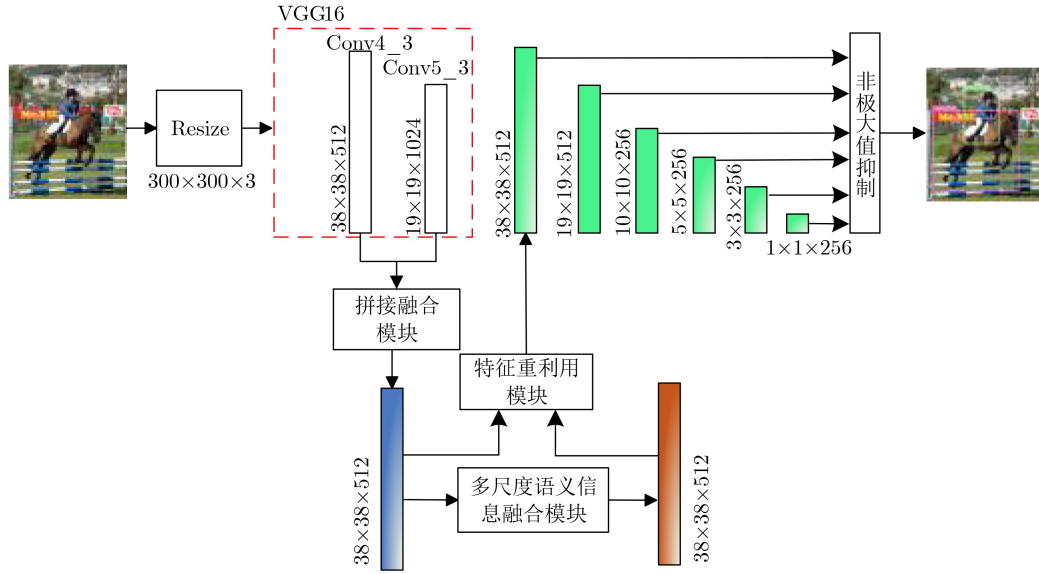 VGG16
Conv4_3
Conv5_3
Resize
300×300×3
38×38×512
19×19×1024
38×38×512
19×19×512
10×10×256
5×5×256
3×3×256
1×1×256
非极大值抑制
拼接融合
模块
特征重利用
模块
38×38×512
多尺度语义信
息融合模块
38×38×512